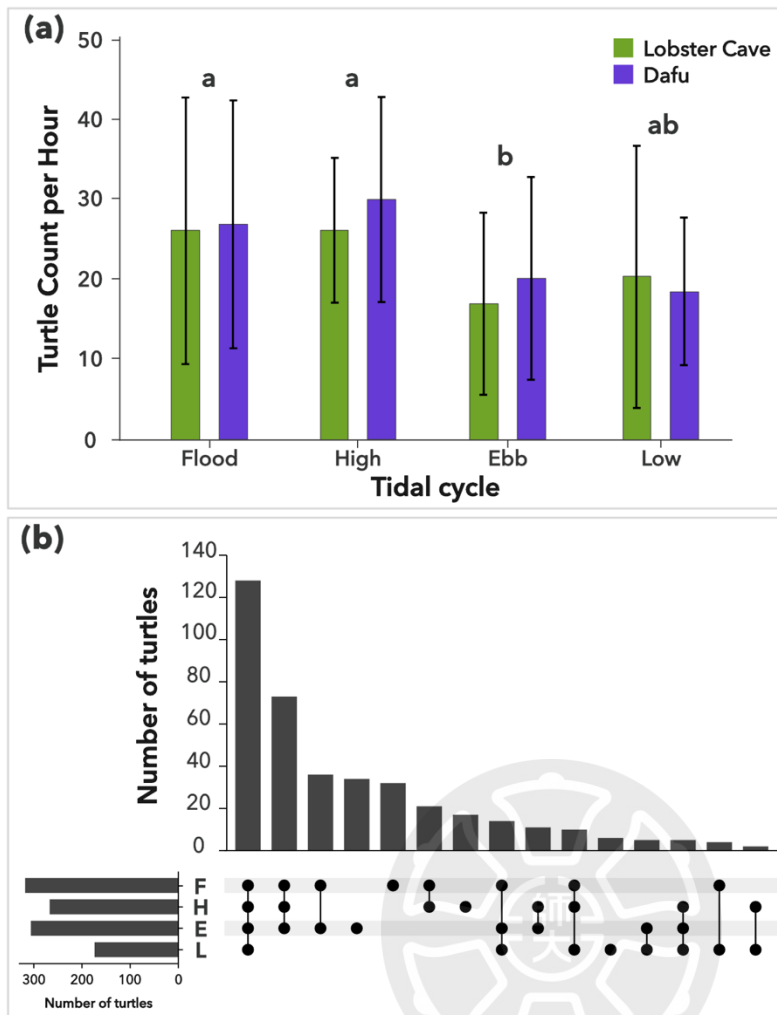 (a)
50
40
30
20
10
0
Turtle Count per Hour
Lobster Cave
Dafu
a
a
b
ab
Flood
High
Ebb
Low
Tidal cycle
(b)
140
120
100
80
60
40
20
0
Number of turtles
F
H
E
L
300
200
100
0
Number of turtles
師大